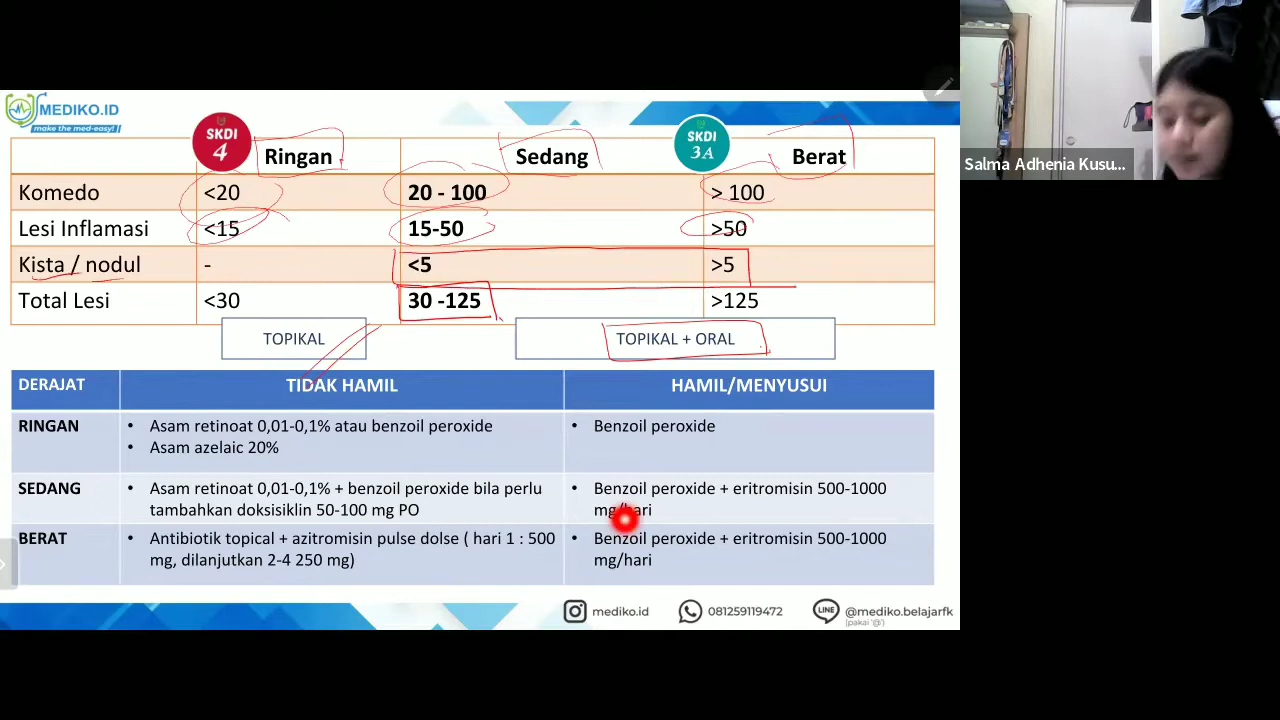 MEDIKO.ID
make the med-easy!
SKDI
4
Ringan
Sedang
SKDI
3A
Berat
Komedo <20 20 - 100 > 100
Lesi Inflamasi <15 15-50 >50
Kista / nodul - <5 >5
Total Lesi <30 30 -125 >125
TOPIKAL
TOPIKAL + ORAL
DERAJAT TIDAK HAMIL HAMIL/MENYUSUI
RINGAN
• Asam retinoat 0,01-0,1% atau benzoil peroxide
• Asam azelaic 20%
• Benzoil peroxide
SEDANG
• Asam retinoat 0,01-0,1% + benzoil peroxide bila perlu
tambahkan doksisiklin 50-100 mg PO
• Benzoil peroxide + eritromisin 500-1000
mg/hari
BERAT
• Antibiotik topical + azitromisin pulse dolse ( hari 1 : 500
mg, dilanjutkan 2-4 250 mg)
• Benzoil peroxide + eritromisin 500-1000
mg/hari
mediko.id
081259119472
LINE
@mediko.belajarfk
(pakai '@')
Salma Adhenia Kusu...